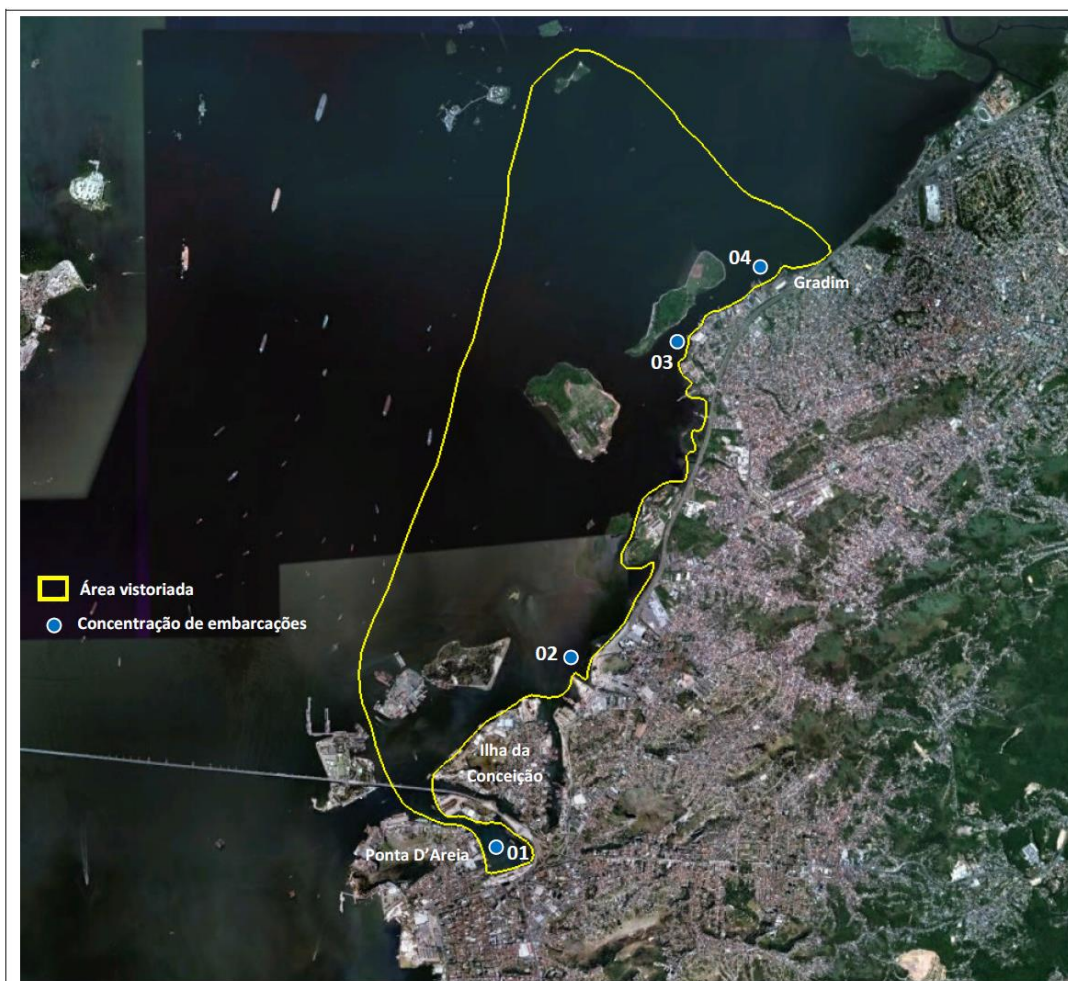 04
Gradim
03
Área vistoriada
Concentração de embarcações
02
Ilha da
Conceição
01
Ponta D'Areia